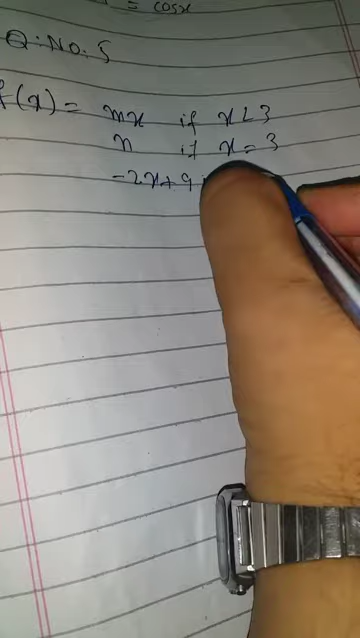 = cosx
Q:No:5
f(x) = mx if x<3
n if x=3
-2x+9